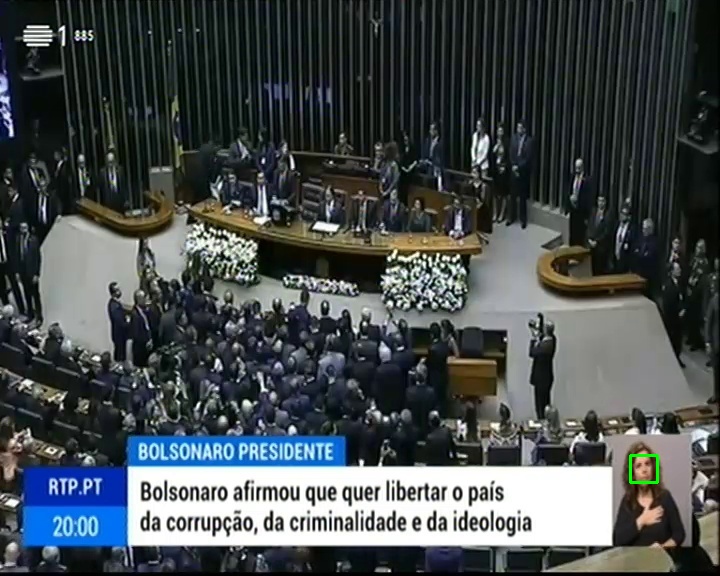 1 885
BOLSONARO PRESIDENTE
RTP.PT
20:00
Bolsonaro afirmou que quer libertar o país
da corrupção, da criminalidade e da ideologia